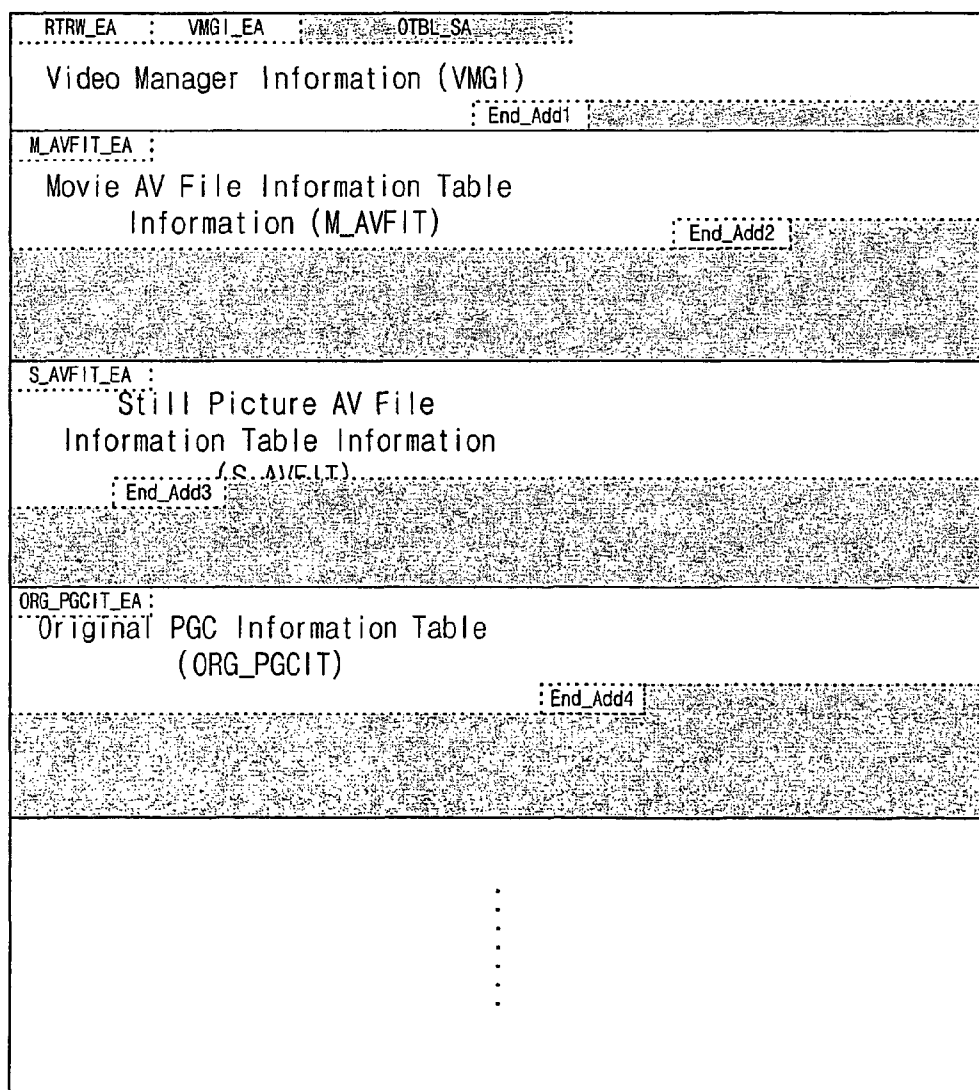 RTRW_EA : VMGI_EA : OTBL_SA :
Video Manager Information (VMGI)
: End_Add1
M_AVFIT_EA :
Movie AV File Information Table
Information (M_AVFIT)
: End_Add2 :
S_AVFIT_EA :
Still Picture AV File
Information Table Information
(S_AVFIT)
: End_Add3 :
ORG_PGCIT_EA :
Original PGC Information Table
(ORG_PGCIT)
: End_Add4